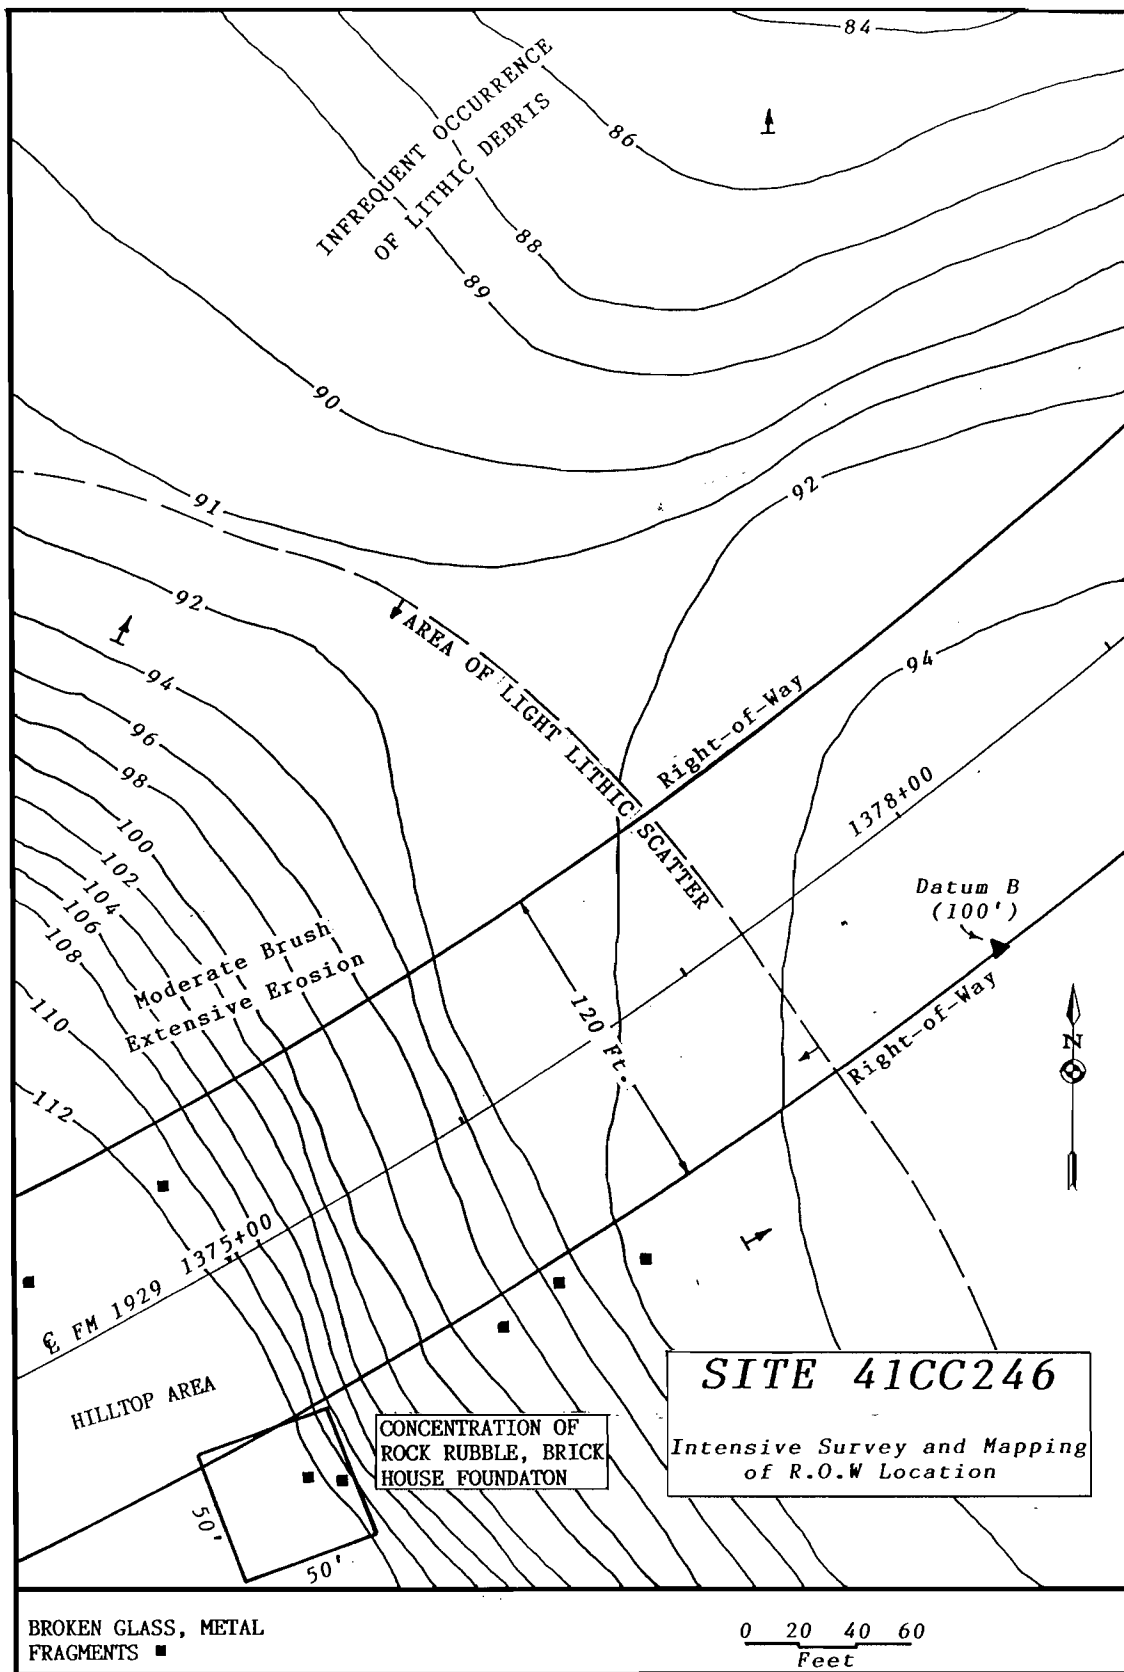 84
INFREQUENT OCCURRENCE
OF LITHIC DEBRIS
86
88
89
90
91
92
92
AREA OF LIGHT LITHIC SCATTER
94
94
Right-of-Way
96
98
100
102
104
106
108
110
112
1378+00
Datum B
(100')
Moderate Brush
Extensive Erosion
120 Ft.
Right-of-Way
N
1375+00
℄ FM 1929
HILLTOP AREA
SITE 41CC246
Intensive Survey and Mapping
of R.O.W Location
CONCENTRATION OF
ROCK RUBBLE, BRICK
HOUSE FOUNDATON
50'
50'
BROKEN GLASS, METAL
FRAGMENTS ■
0 20 40 60
Feet